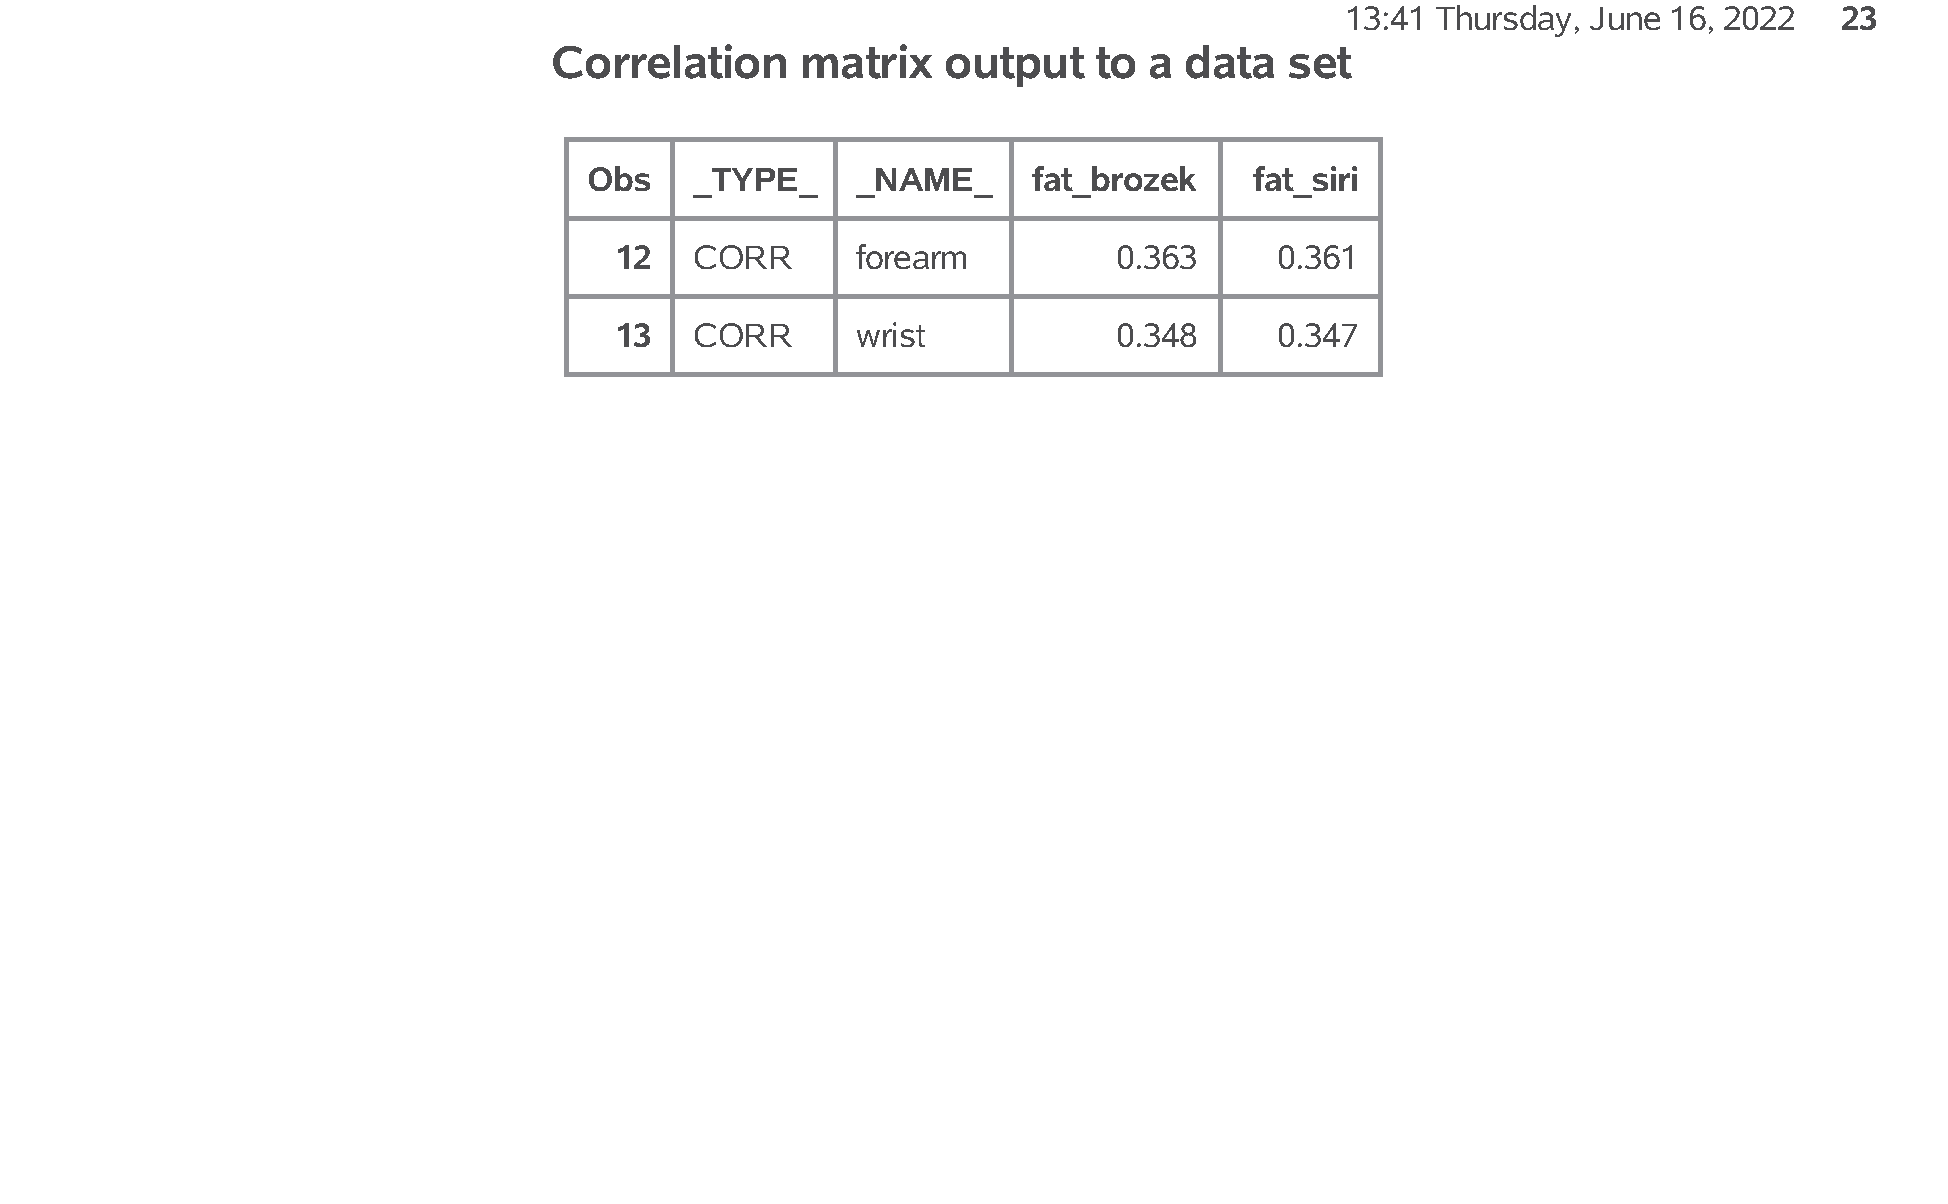 13:41 Thursday, June 16, 2022 23
Correlation matrix output to a data set
Obs _TYPE_ _NAME_ fat_brozek fat_siri
12 CORR forearm 0.363 0.361
13 CORR wrist 0.348 0.347